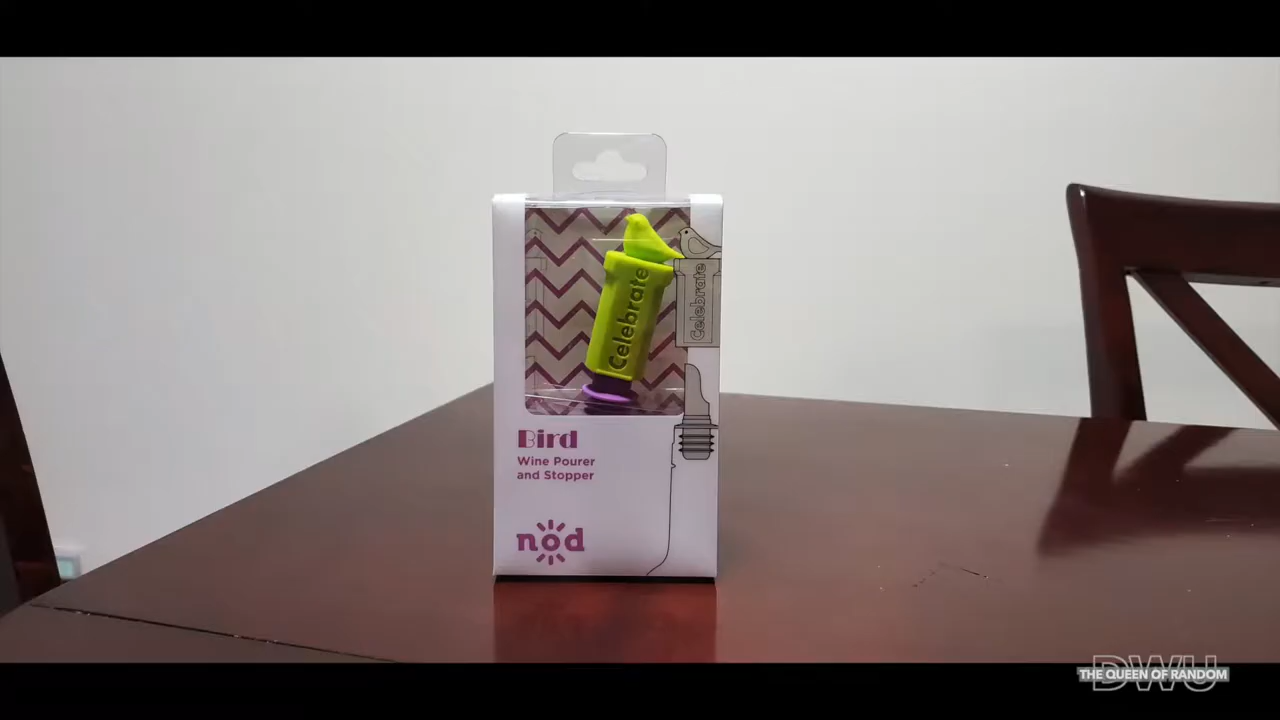 Celebrate
Celebrate
Bird
Wine Pourer
and Stopper
nod
DWU
THE QUEEN OF RANDOM